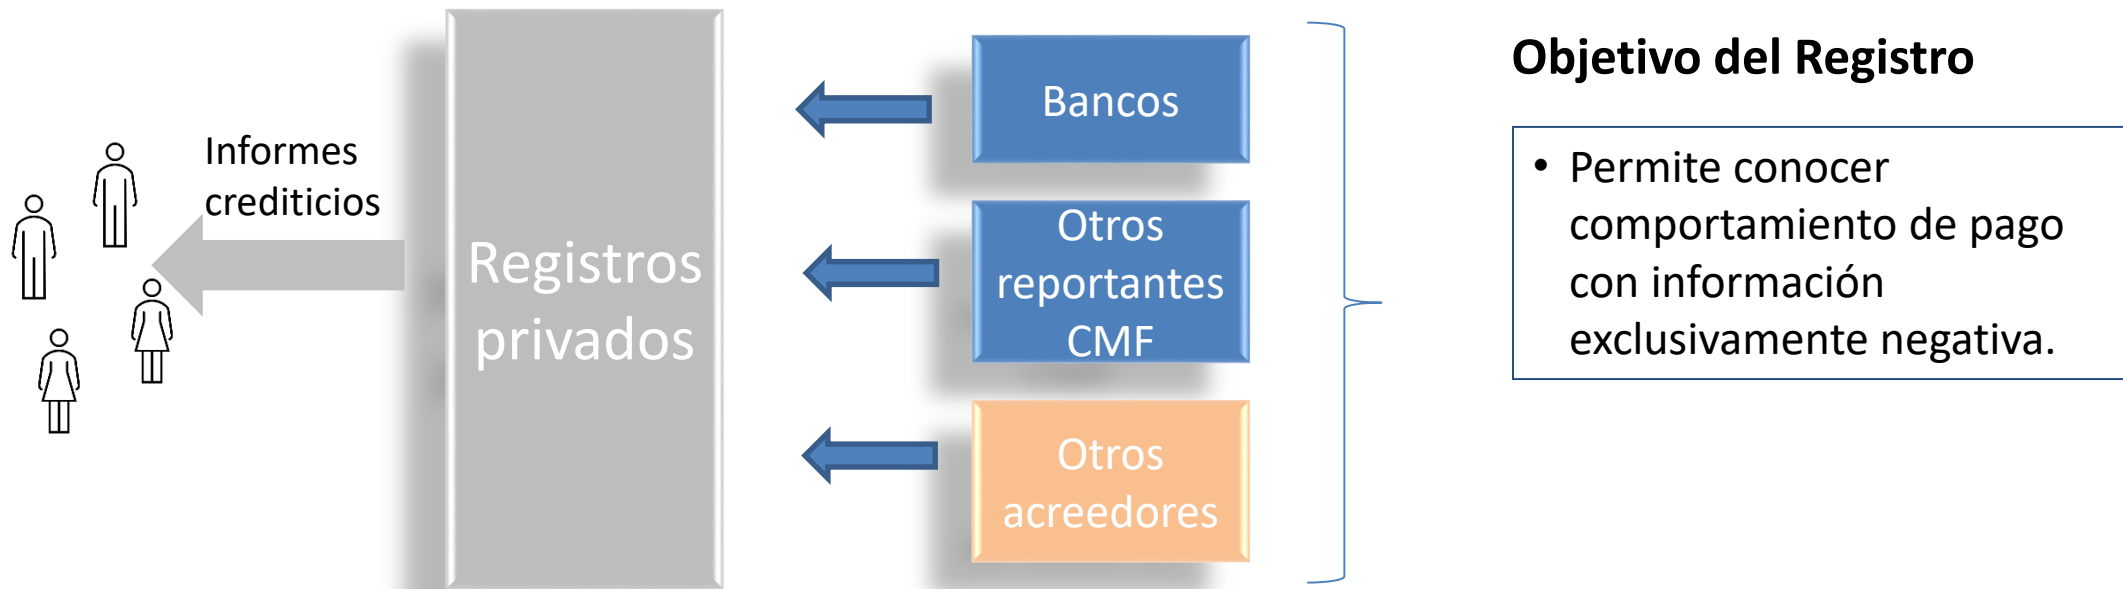 Informes
crediticios
Registros
privados
Bancos
Otros
reportantes
CMF
Otros
acreedores
Objetivo del Registro
• Permite conocer
comportamiento de pago
con información
exclusivamente negativa.